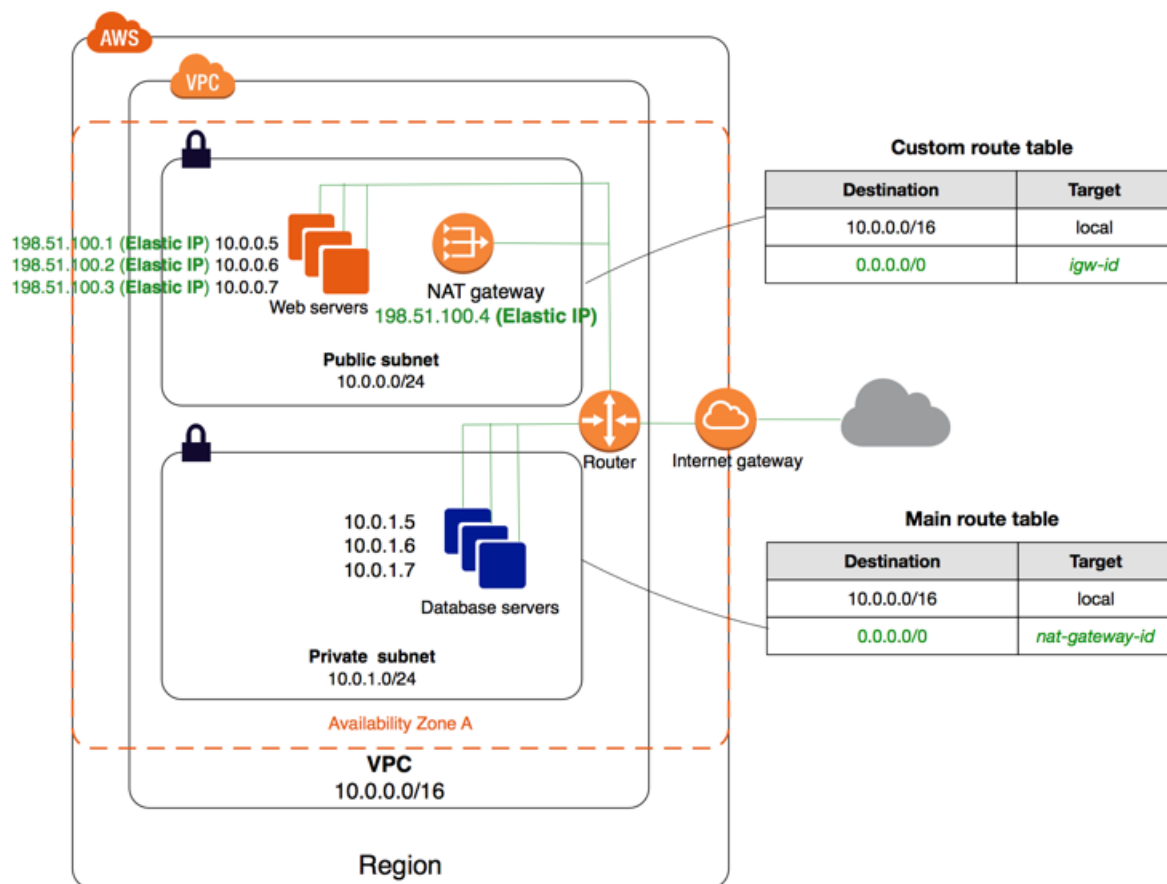 AWS
VPC
198.51.100.1 (Elastic IP) 10.0.0.5
198.51.100.2 (Elastic IP) 10.0.0.6
198.51.100.3 (Elastic IP) 10.0.0.7
Web servers
NAT gateway
198.51.100.4 (Elastic IP)
Public subnet
10.0.0.0/24
Custom route table
Destination Target
10.0.0.0/16 local
0.0.0.0/0 igw-id
Router
Internet gateway
10.0.1.5
10.0.1.6
10.0.1.7
Database servers
Private subnet
10.0.1.0/24
Main route table
Destination Target
10.0.0.0/16 local
0.0.0.0/0 nat-gateway-id
Availability Zone A
VPC
10.0.0.0/16
Region